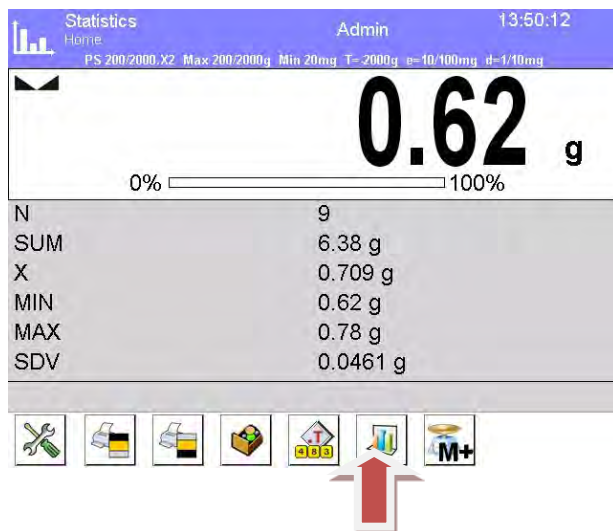 Statistics
Home
Admin
13:50:12
PS 200/2000.X2 Max 200/2000g Min 20mg T=-2000g e=10/100mg d=1/10mg
0.62 g
0% 100%
N 9
SUM 6.38 g
X 0.709 g
MIN 0.62 g
MAX 0.78 g
SDV 0.0461 g
.T
483
M+